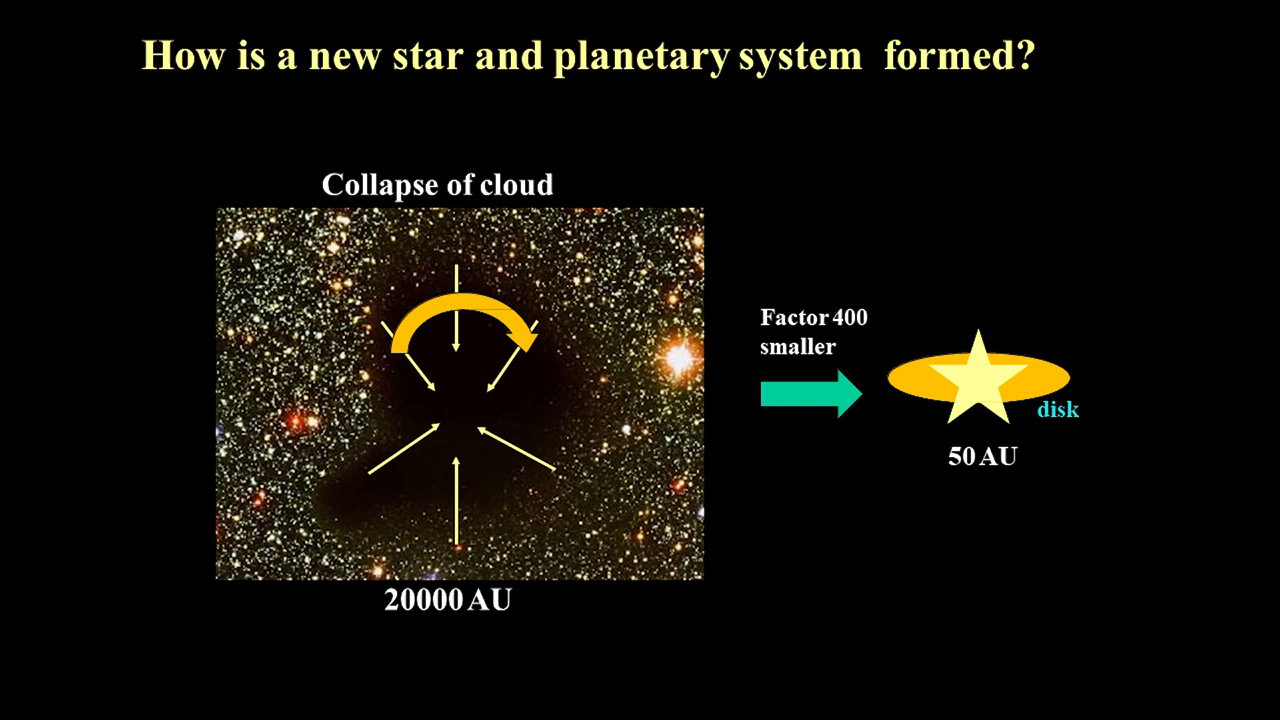 How is a new star and planetary system formed?
Collapse of cloud
Factor 400
smaller
disk
50 AU
20000 AU